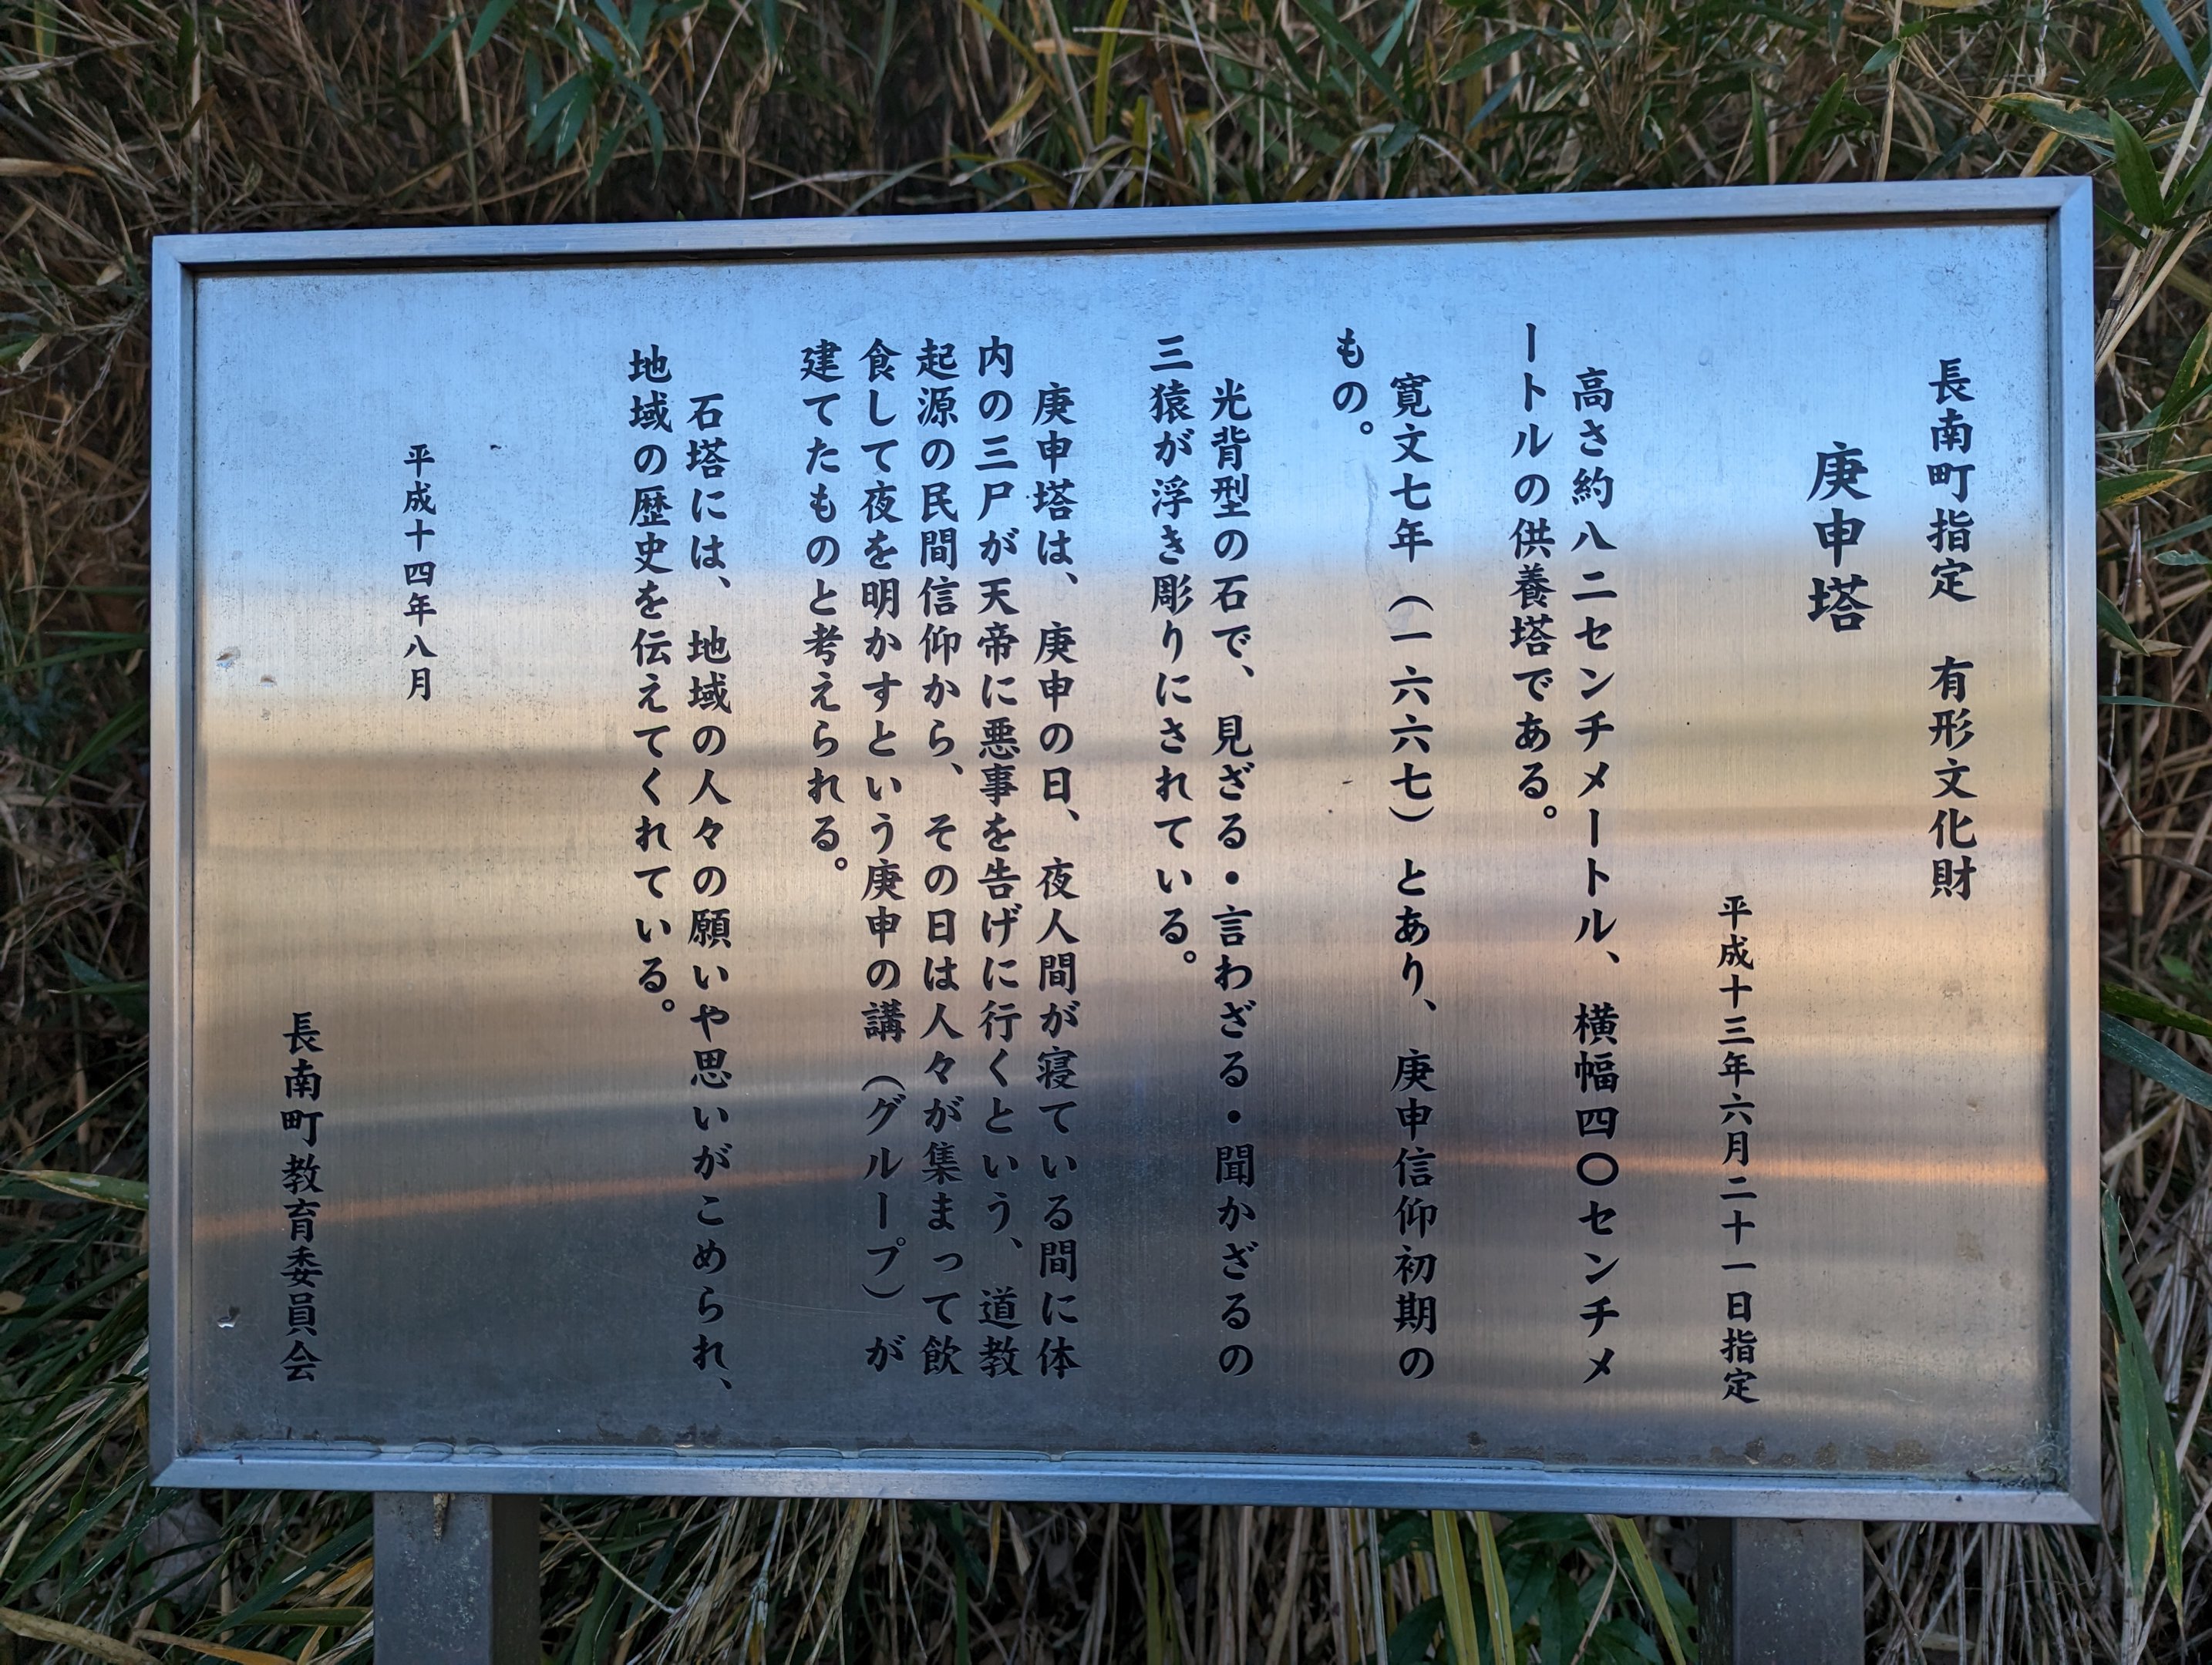 長南町指定　有形文化財
庚申塔
平成十三年六月二十一日指定
高さ約八二センチメートル、横幅四〇センチメ
ートルの供養塔である。
寛文七年（一六六七）とあり、庚申信仰初期の
もの。
光背型の石で、見ざる・言わざる・聞かざるの
三猿が浮き彫りにされている。
庚申塔は、庚申の日、夜人間が寝ている間に体
内の三尸が天帝に悪事を告げに行くという、道教
起源の民間信仰から、その日は人々が集まって飲
食して夜を明かすという庚申の講（グループ）が
建てたものと考えられる。
石塔には、地域の人々の願いや思いがこめられ、
地域の歴史を伝えてくれている。
平成十四年八月
長南町教育委員会